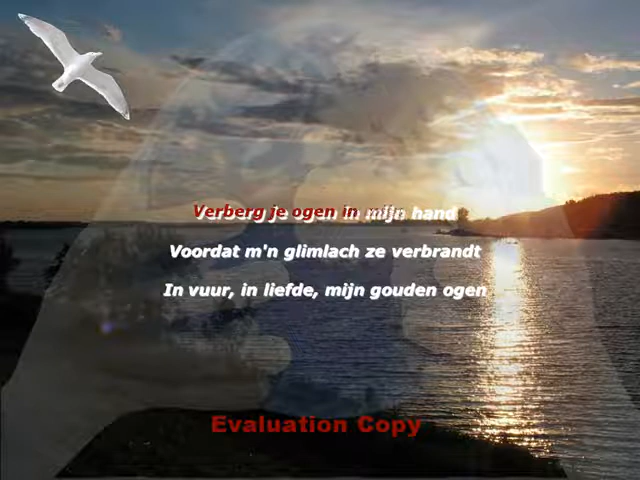 Verberg je ogen in mijn hand
Voordat m'n glimlach ze verbrandt
In vuur, in liefde, mijn gouden ogen
Evaluation Copy